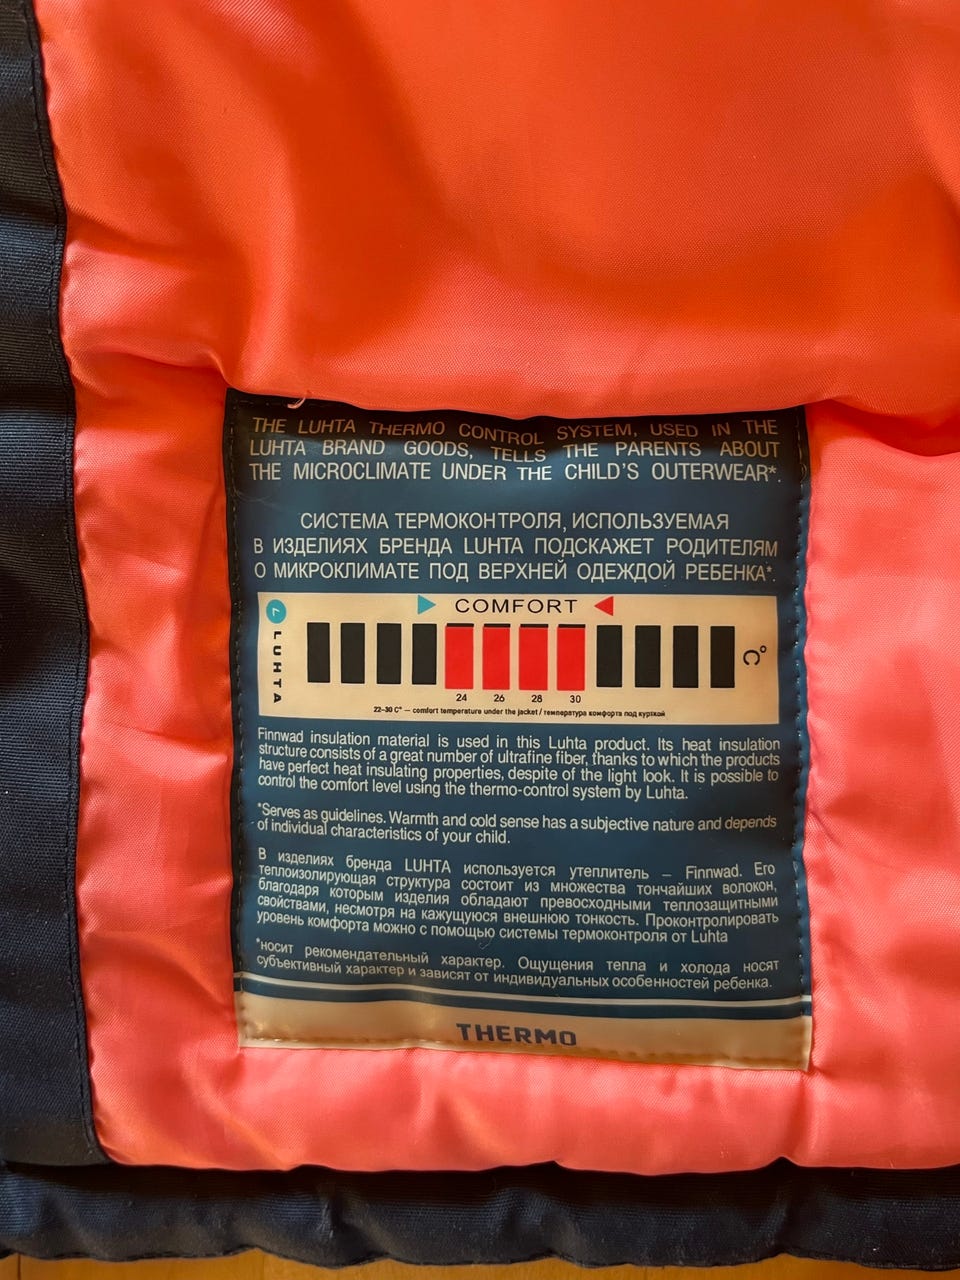 THE LUHTA THERMO CONTROL SYSTEM, USED IN THE
LUHTA BRAND GOODS, TELLS THE PARENTS ABOUT
THE MICROCLIMATE UNDER THE CHILD'S OUTERWEAR*.
СИСТЕМА ТЕРМОКОНТРОЛЯ, ИСПОЛЬЗУЕМАЯ
В ИЗДЕЛИЯХ БРЕНДА LUHTA ПОДСКАЖЕТ РОДИТЕЛЯМ
О МИКРОКЛИМАТЕ ПОД ВЕРХНЕЙ ОДЕЖДОЙ РЕБЕНКА*.
LUHTA
COMFORT
°C
24 26 28 30
22-30 C° — comfort temperature under the jacket / температура комфорта под курткой
Finnwad insulation material is used in this Luhta product. Its heat insulation
structure consists of a great number of ultrafine fiber, thanks to which the products
have perfect heat insulating properties, despite of the light look. It is possible to
control the comfort level using the thermo-control system by Luhta.
*Serves as guidelines. Warmth and cold sense has a subjective nature and depends
of individual characteristics of your child.
В изделиях бренда LUHTA используется утеплитель – Finnwad. Его
теплоизолирующая структура состоит из множества тончайших волокон,
благодаря которым изделия обладают превосходными теплозащитными
свойствами, несмотря на кажущуюся внешнюю тонкость. Проконтролировать
уровень комфорта можно с помощью системы термоконтроля от Luhta
*носит рекомендательный характер. Ощущения тепла и холода носят
субъективный характер и зависят от индивидуальных особенностей ребенка.
THERMO